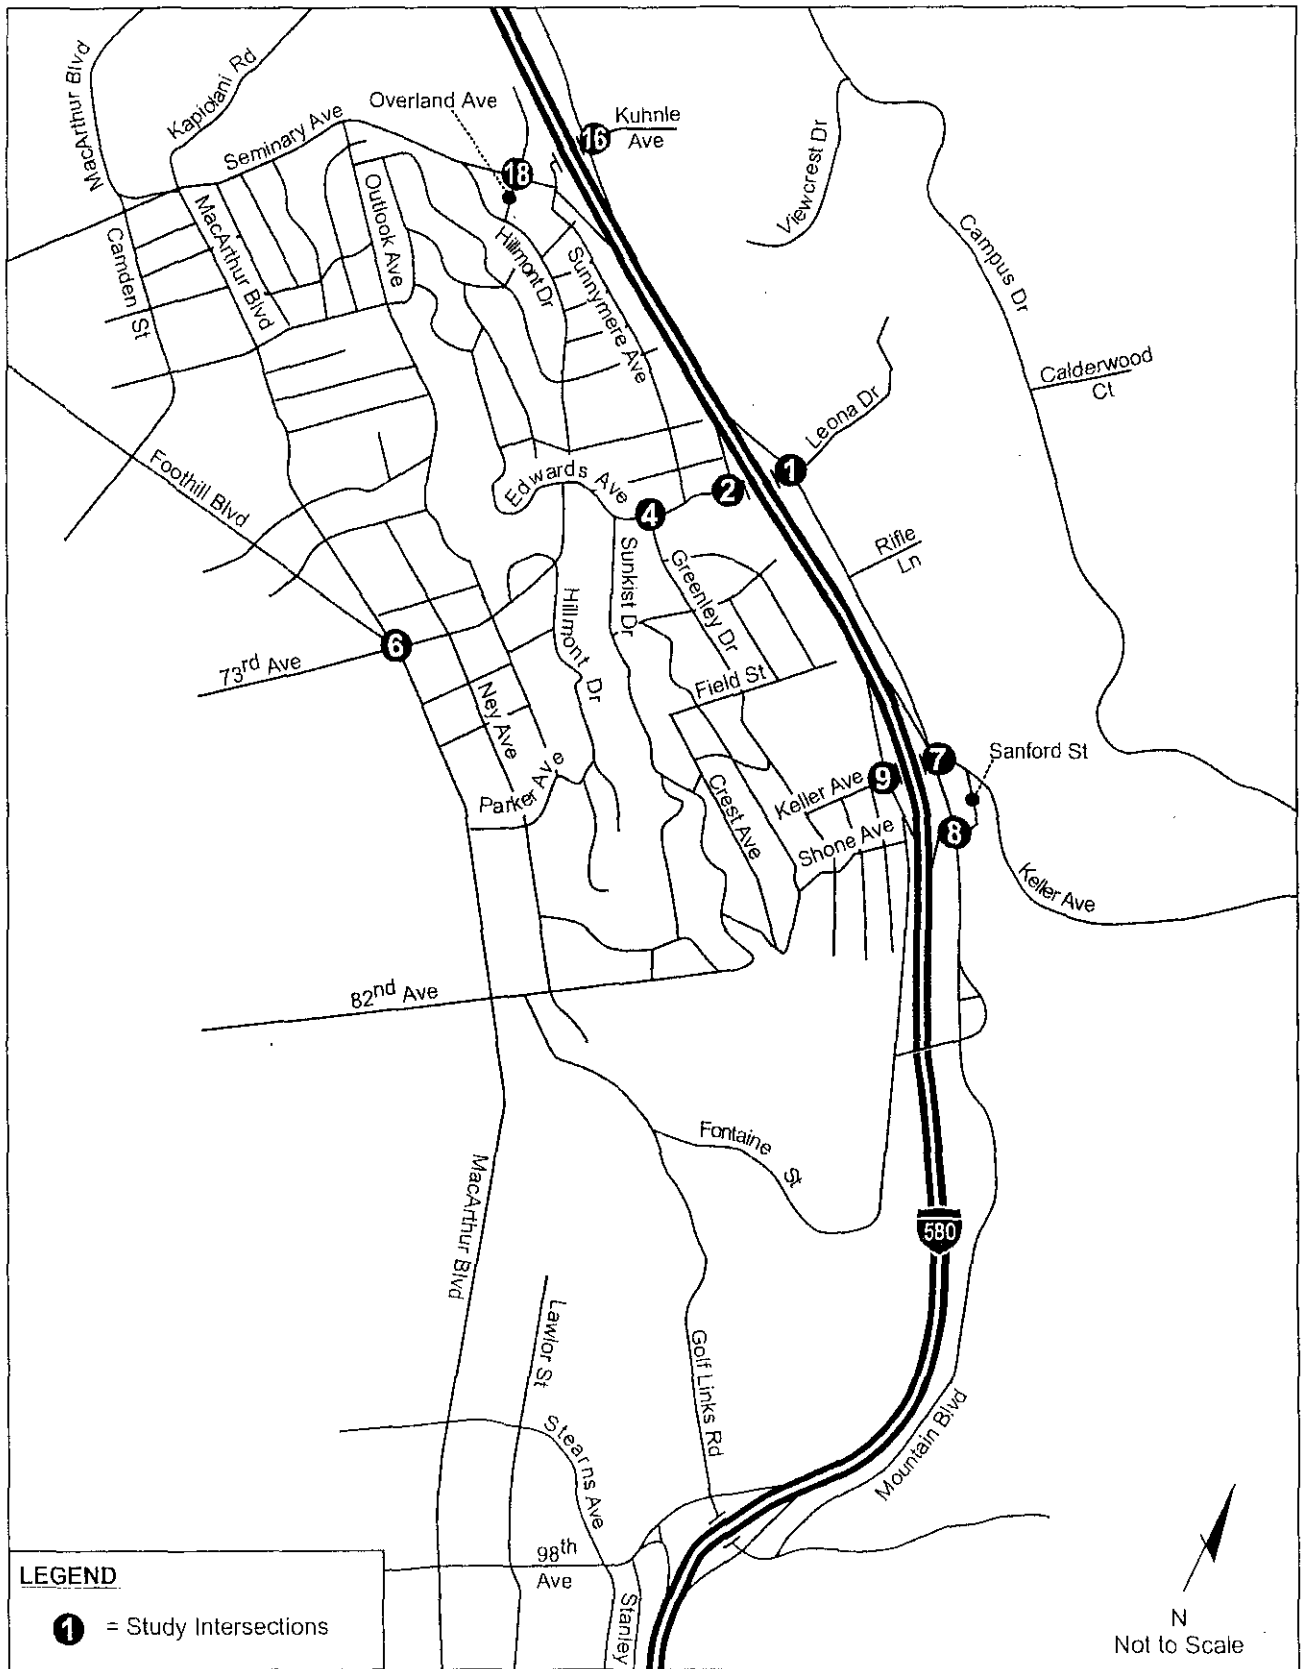 MacArthur Blvd
Kapiolani Rd
Overland Ave
Seminary Ave
Kuhnle
Ave
16
18
Viewcrest Dr
Outlook Ave
MacArthur Blvd
Camden St
Hillmont Dr
Sunnymere Ave
Campus Dr
Calderwood
Ct
Leona Dr
Foothill Blvd
Edwards Ave
1
2
4
Rifle
Ln
Sunkist Dr
Greenley Dr
Hillmont Dr
6
73rd Ave
Field St
Ney Ave
Parker Ave
Crest Ave
Keller Ave
9
7
Sanford St
8
Shone Ave
Keller Ave
82nd Ave
Fontaine St
MacArthur Blvd
580
Lawlor St
Golf Links Rd
Stearns Ave
Mountain Blvd
98th
Ave
Stanley
LEGEND
1 = Study Intersections
N
Not to Scale